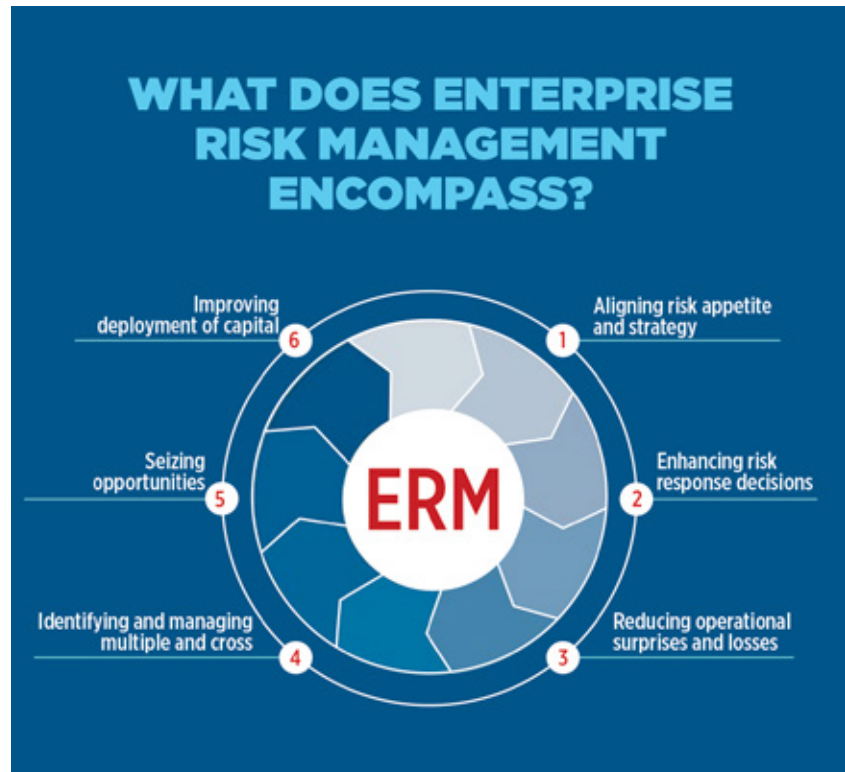 WHAT DOES ENTERPRISE
RISK MANAGEMENT
ENCOMPASS?
1
Aligning risk appetite
and strategy
2
Enhancing risk
response decisions
3
Reducing operational
surprises and losses
4
Identifying and managing
multiple and cross
5
Seizing
opportunities
6
Improving
deployment of capital
ERM